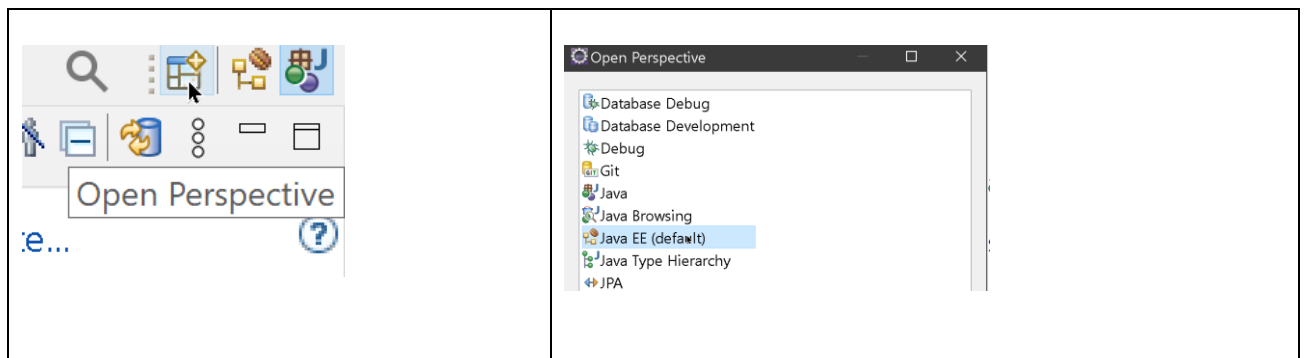 Open Perspective
:e...
Open Perspective
Database Debug
Database Development
Debug
Git
Java
Java Browsing
Java EE (default)
Java Type Hierarchy
JPA